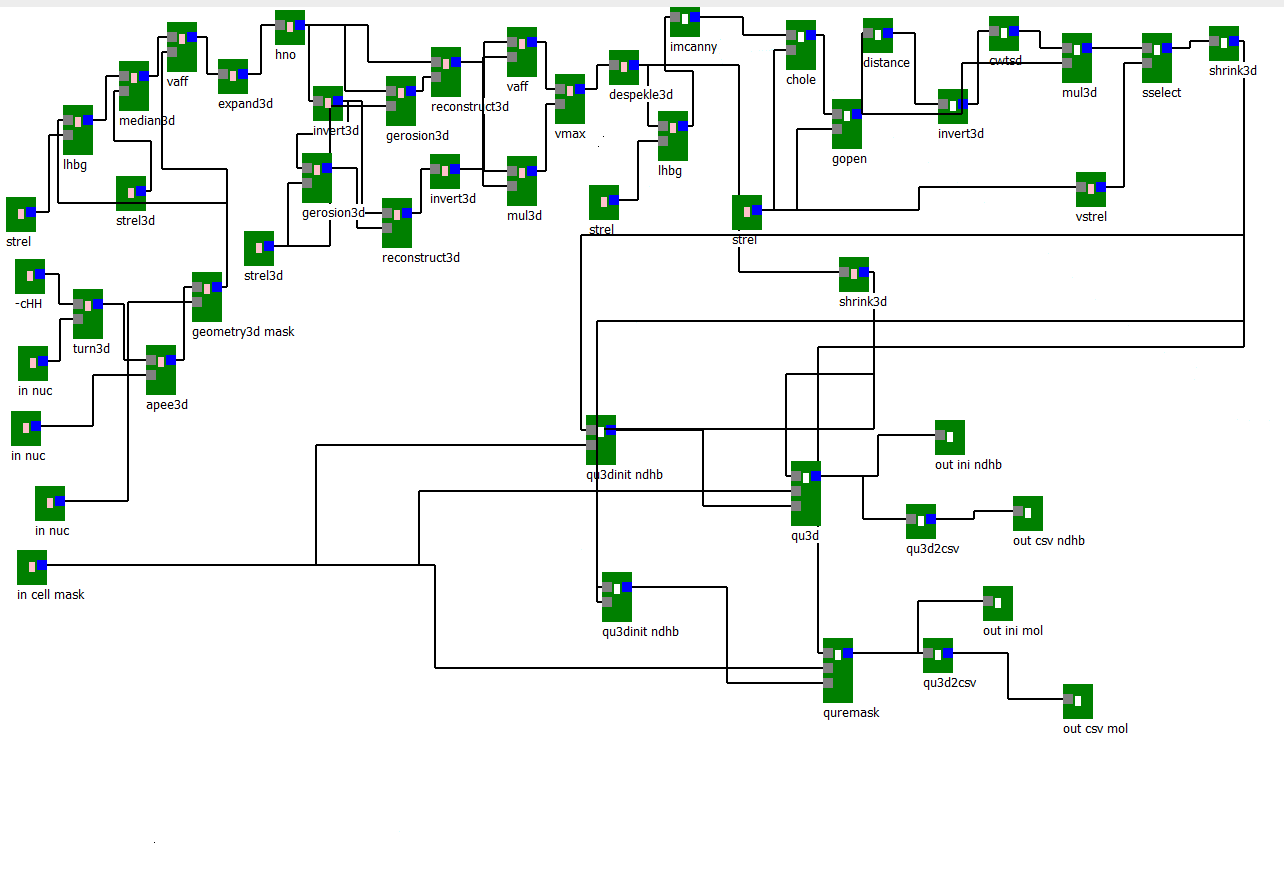 hno
imcanny
vaff
vaff
chole
distance
cwtsd
shrink3d
expand3d
median3d
invert3d
reconstruct3d
gerosion3d
despekle3d
vmax
mul3d
sselect
invert3d
gopen
lhbg
lhbg
gerosion3d
invert3d
mul3d
strel3d
strel
strel
strel
vstrel
strel3d
reconstruct3d
-cHH
shrink3d
geometry3d mask
turn3d
in nuc
apee3d
in nuc
out ini ndhb
qu3dinit ndhb
in nuc
qu3d
qu3d2csv
out csv ndhb
in cell mask
qu3dinit ndhb
out ini mol
qu3d2csv
quremask
out csv mol